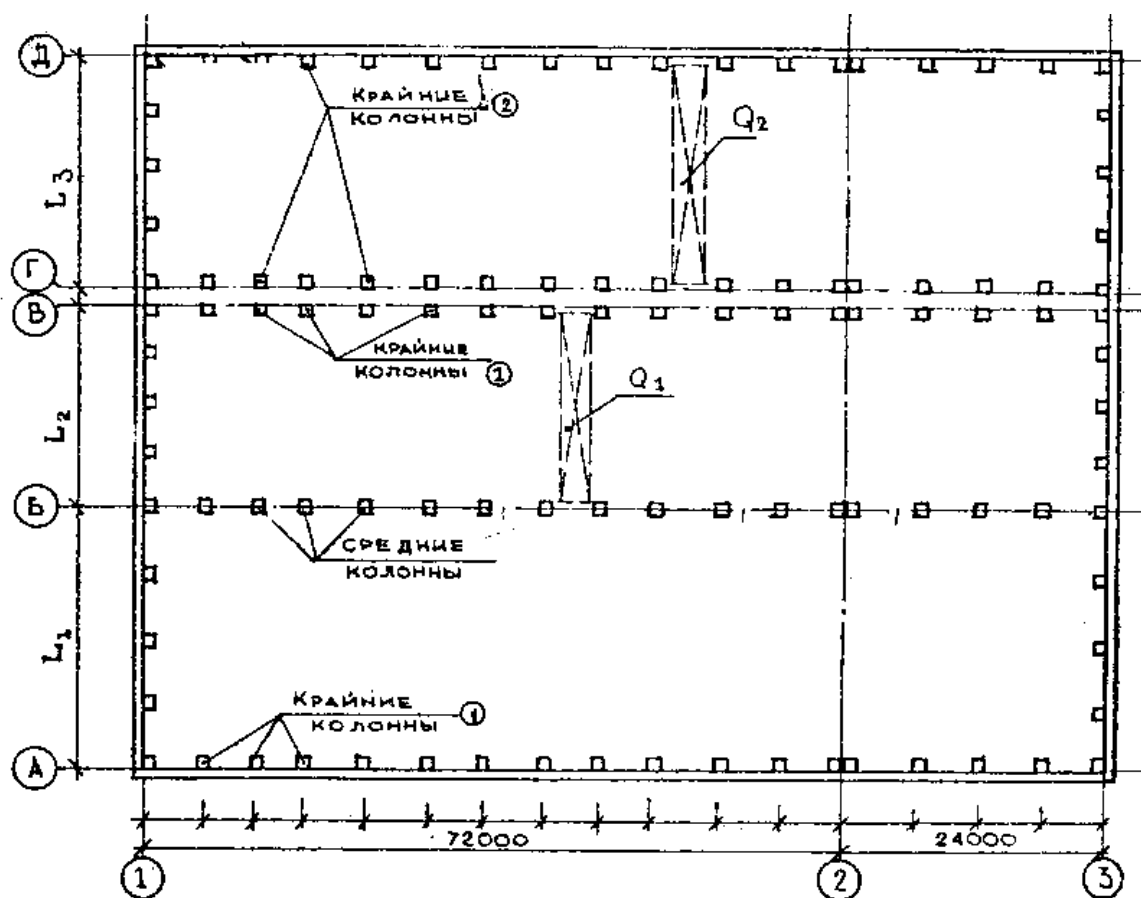 Д
КРАЙНИЕ
КОЛОННЫ
2
Q2
L3
Г
В
КРАЙНИЕ
КОЛОННЫ
1
Q1
L2
Б
СРЕДНИЕ
КОЛОННЫ
L1
КРАЙНИЕ
КОЛОННЫ
1
А
72000
24000
1
2
3